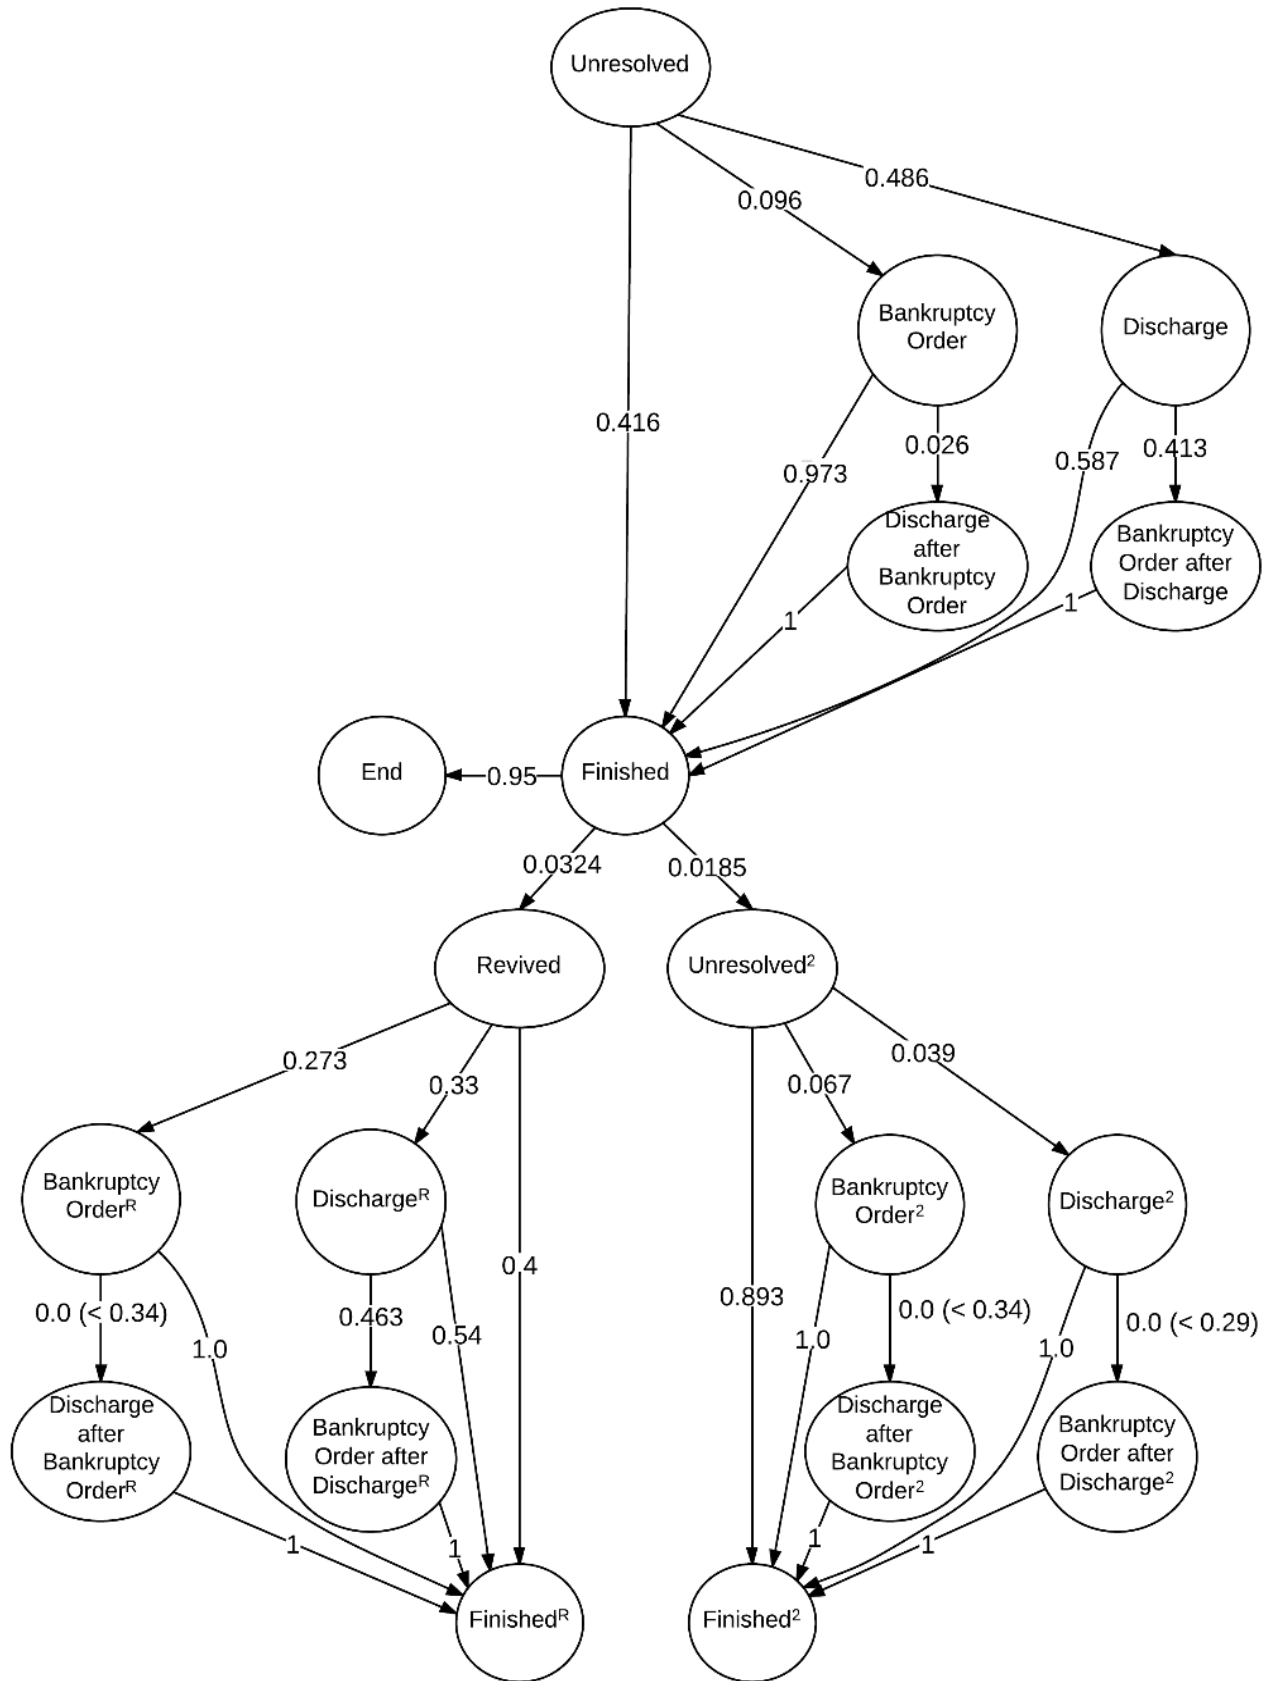 Unresolved
0.486
0.096
Bankruptcy
Order
Discharge
0.416
0.973
0.026
0.587
0.413
Discharge
after
Bankruptcy
Order
Bankruptcy
Order after
Discharge
1
1
End
0.95
Finished
0.0324
0.0185
Revived
Unresolved²
0.273
0.33
0.4
0.893
0.067
0.039
Bankruptcy
Orderᴿ
Dischargeᴿ
Bankruptcy
Order²
Discharge²
0.0 (< 0.34)
1.0
0.463
0.54
1.0
0.0 (< 0.34)
1.0
0.0 (< 0.29)
Discharge
after
Bankruptcy
Orderᴿ
Bankruptcy
Order after
Dischargeᴿ
Discharge
after
Bankruptcy
Order²
Bankruptcy
Order after
Discharge²
1
1
1
1
Finishedᴿ
Finished²